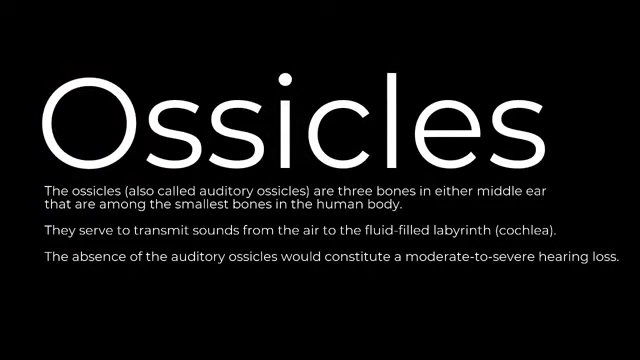 Ossicles
The ossicles (also called auditory ossicles) are three bones in either middle ear
that are among the smallest bones in the human body.
They serve to transmit sounds from the air to the fluid-filled labyrinth (cochlea).
The absence of the auditory ossicles would constitute a moderate-to-severe hearing loss.